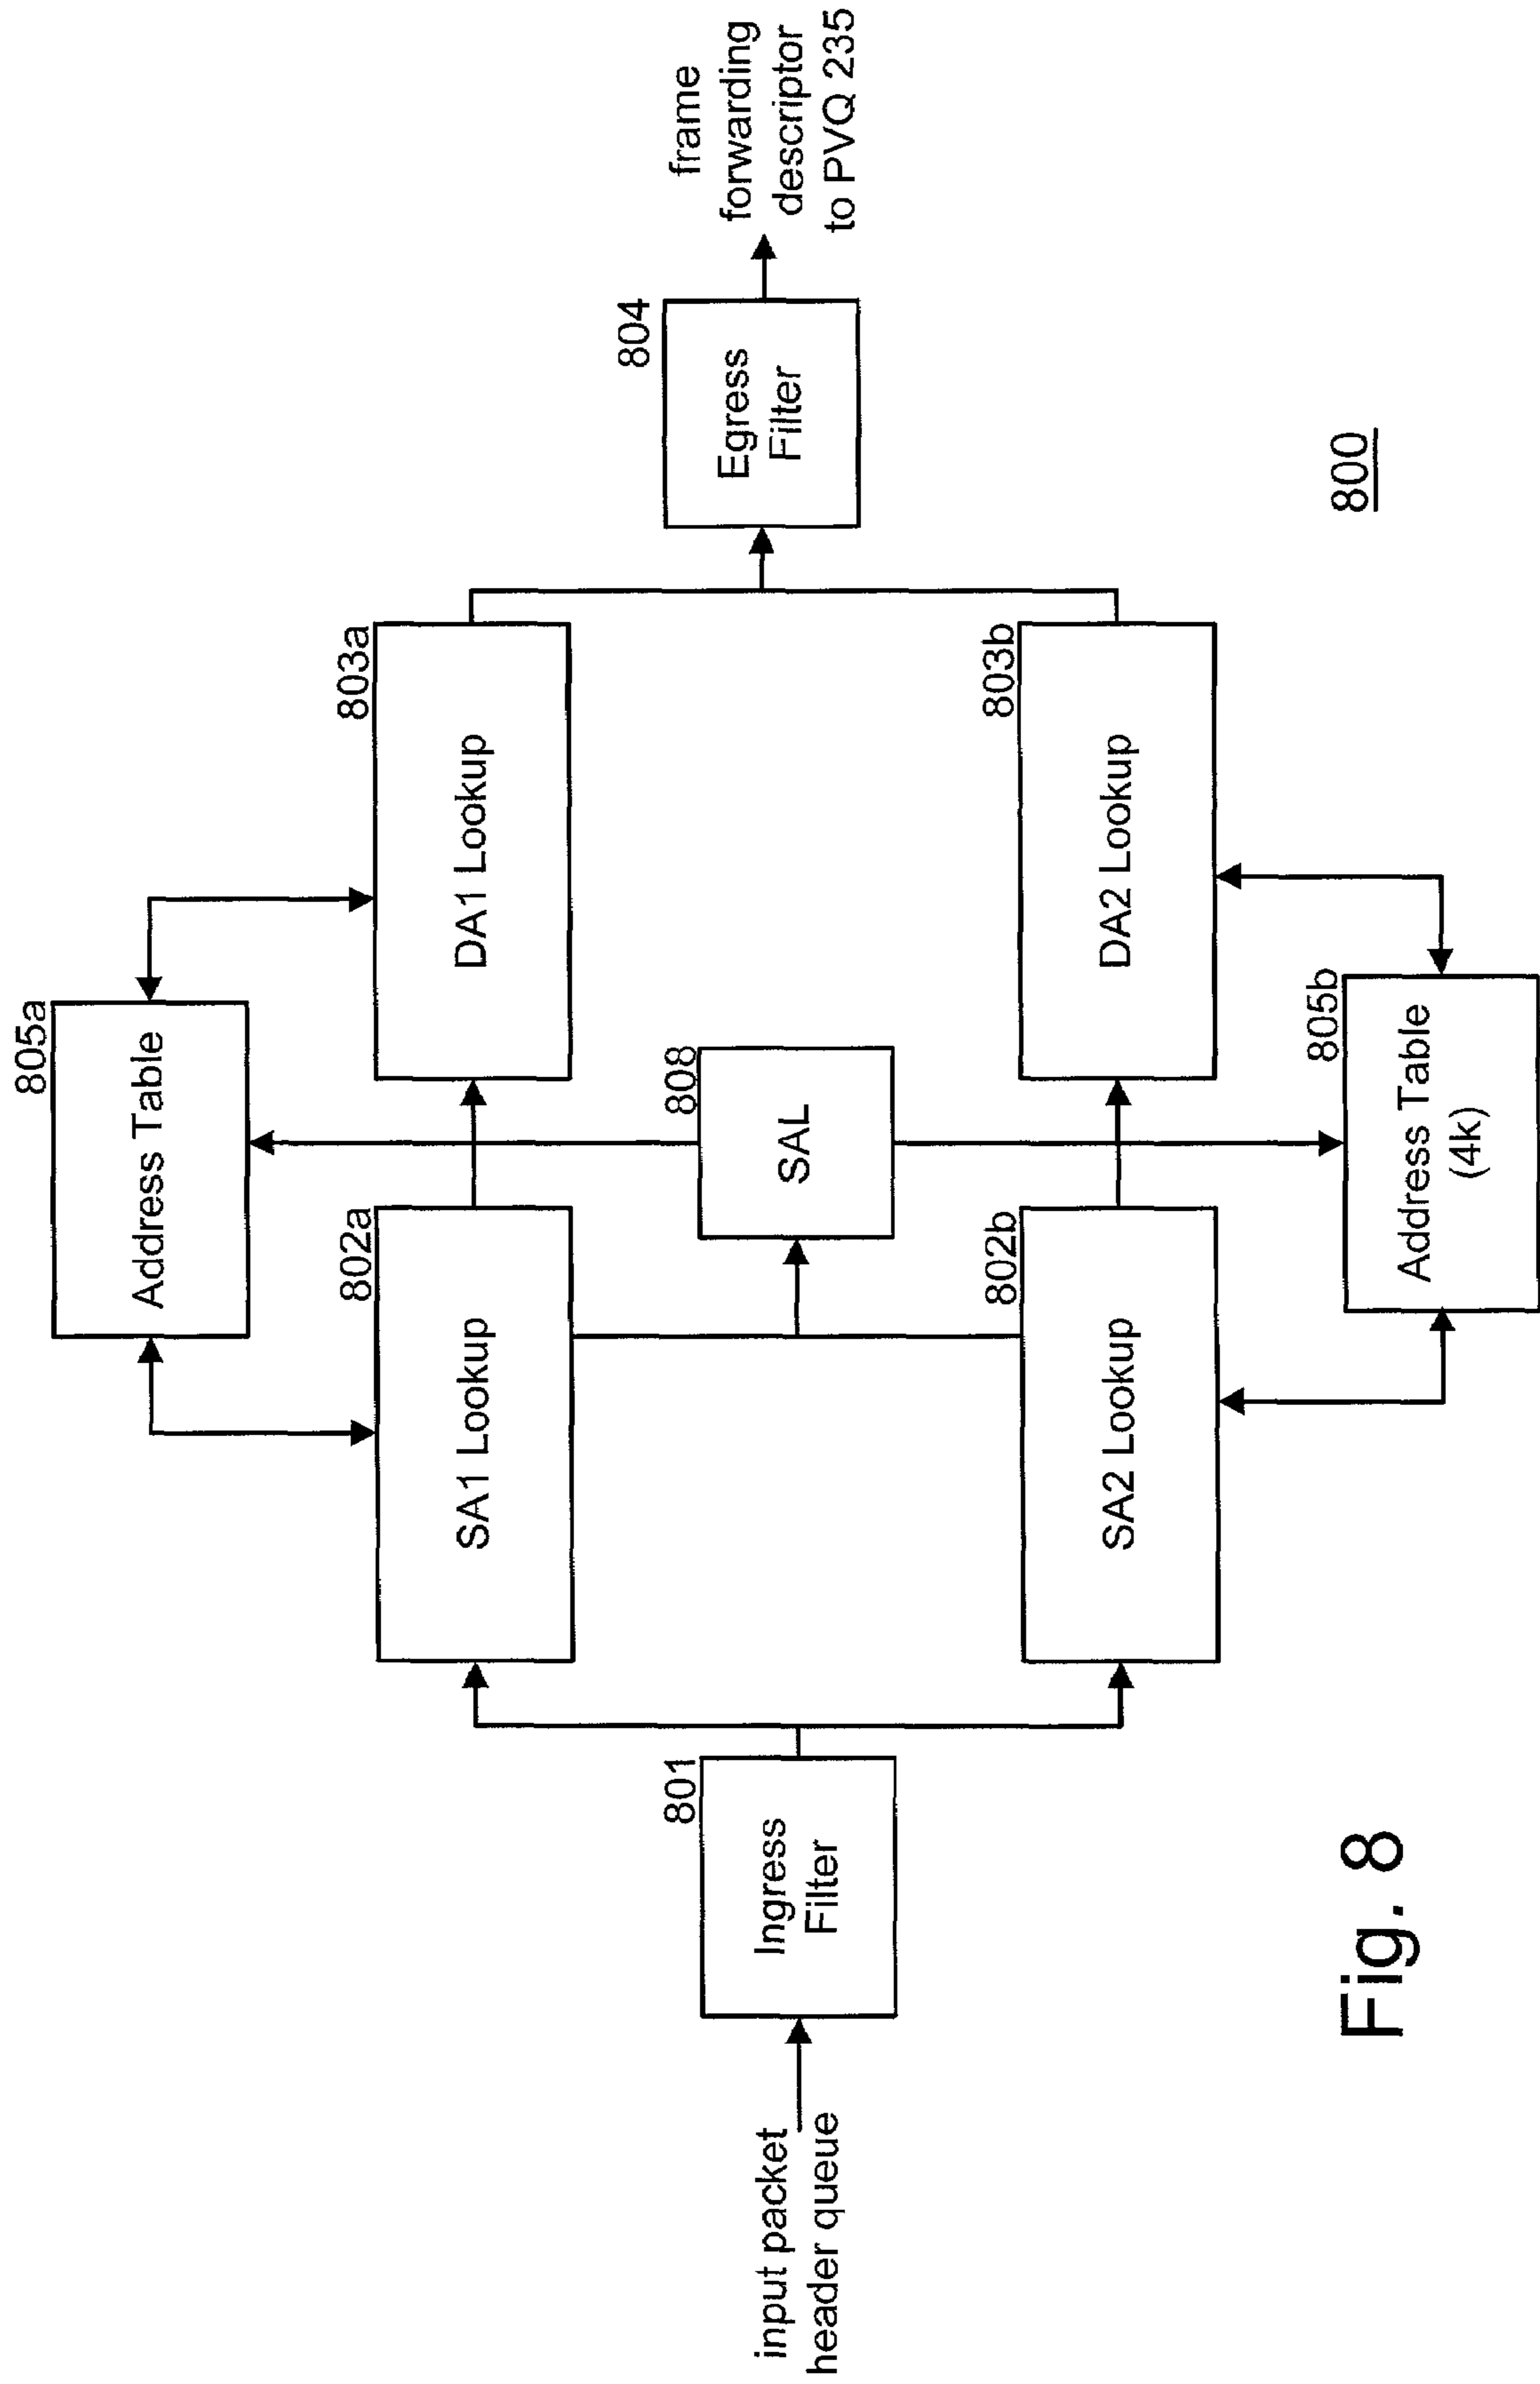 805a
Address Table
802a
SA1 Lookup
803a
DA1 Lookup
801
Ingress
Filter
input packet
header queue
808
SAL
804
Egress
Filter
frame
forwarding
descriptor
to PVQ 235
802b
SA2 Lookup
803b
DA2 Lookup
805b
Address Table
(4k)
Fig. 8
800